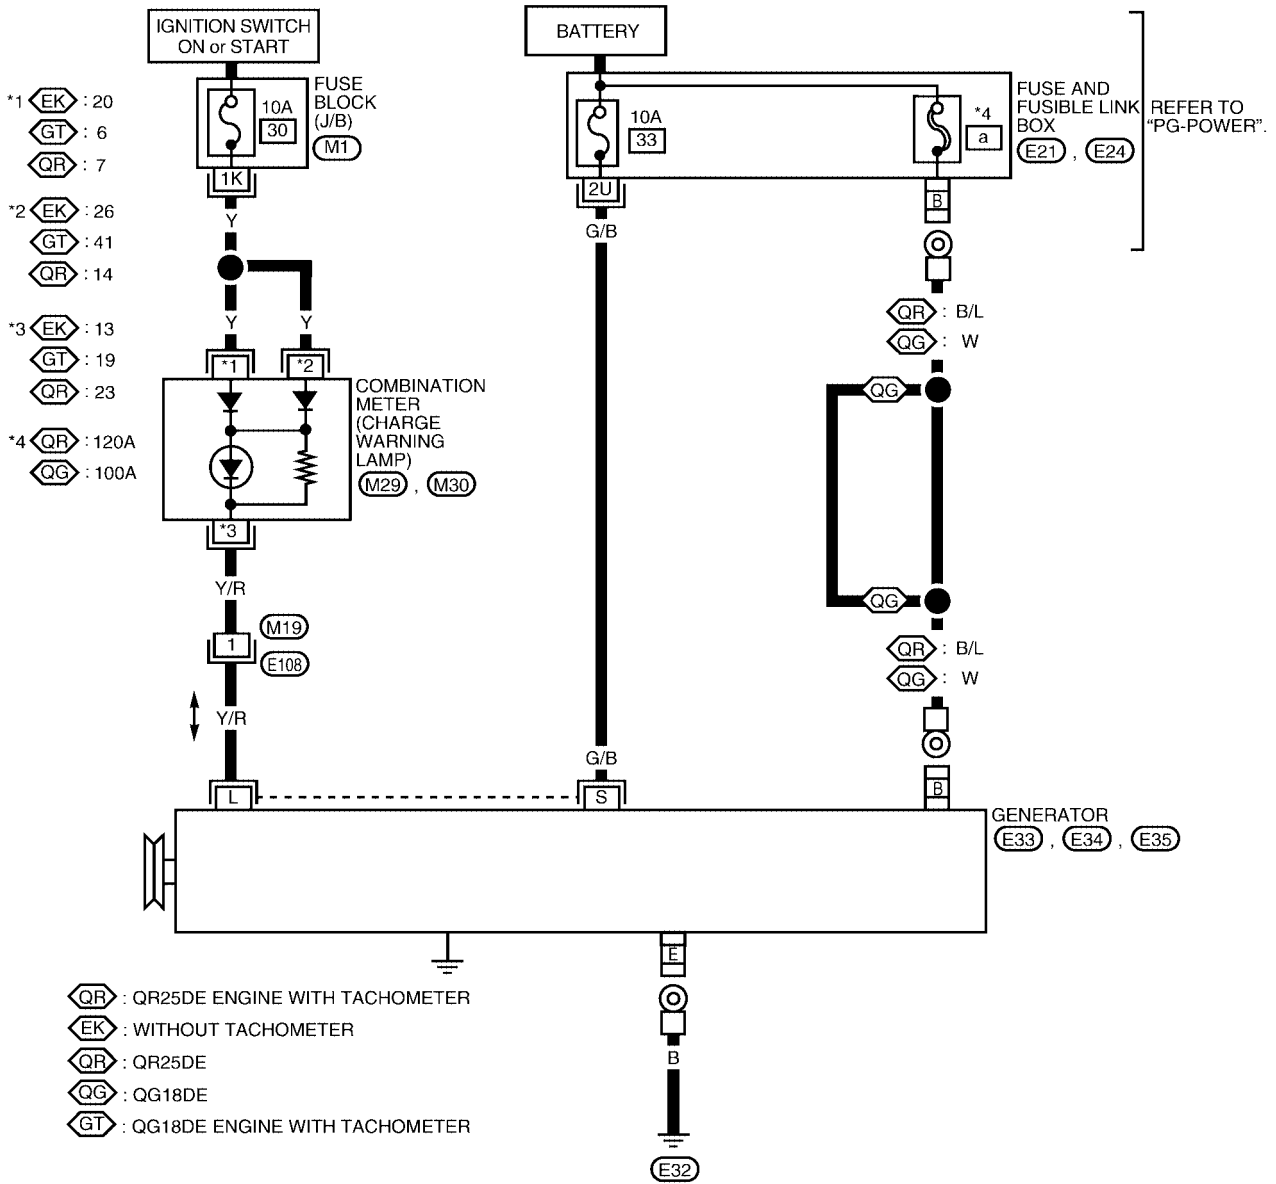 IGNITION SWITCH
ON or START
BATTERY
*1 EK : 20
GT : 6
QR : 7
*2 EK : 26
GT : 41
QR : 14
*3 EK : 13
GT : 19
QR : 23
*4 QR : 120A
QG : 100A
10A
30
FUSE
BLOCK
(J/B)
M1
1K
Y
Y
Y
*1
*2
COMBINATION
METER
(CHARGE
WARNING
LAMP)
M29 , M30
*3
Y/R
M19
1
E108
Y/R
L
10A
33
2U
G/B
G/B
S
*4
a
FUSE AND
FUSIBLE LINK
BOX
E21 , E24
REFER TO
“PG-POWER”.
B
QR : B/L
QG : W
QG
QG
QR : B/L
QG : W
B
GENERATOR
E33 , E34 , E35
E
B
E32
QR : QR25DE ENGINE WITH TACHOMETER
EK : WITHOUT TACHOMETER
QR : QR25DE
QG : QG18DE
GT : QG18DE ENGINE WITH TACHOMETER